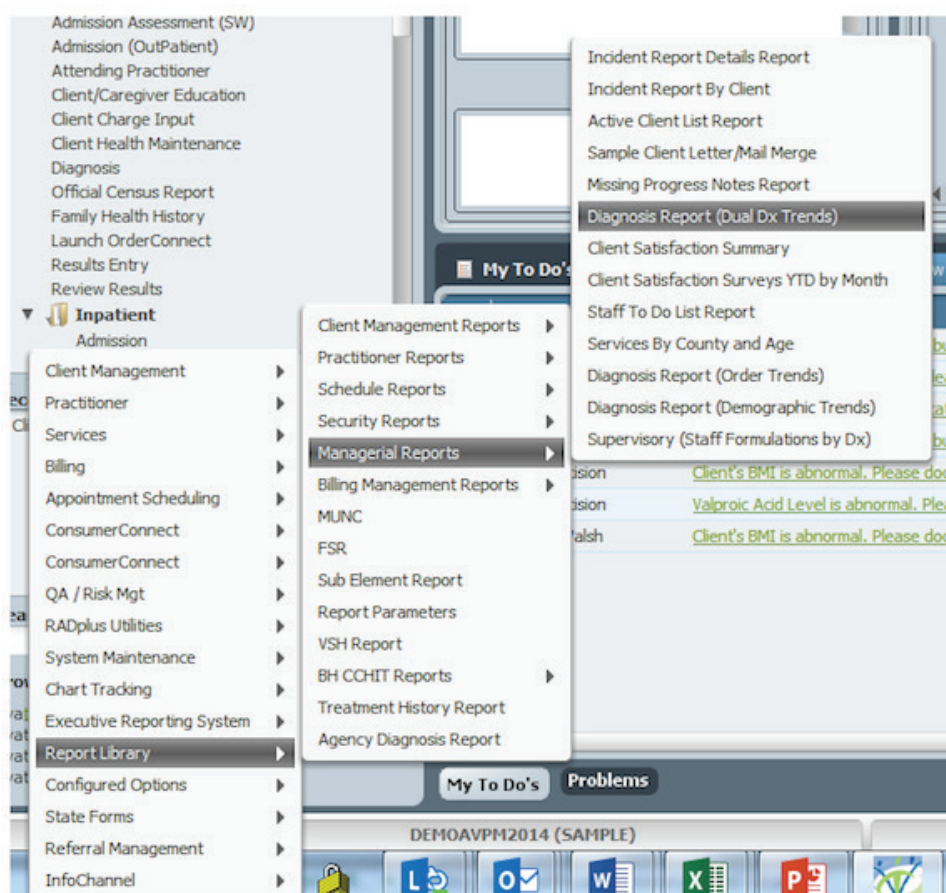 Admission Assessment (SW)
Admission (OutPatient)
Attending Practitioner
Client/Caregiver Education
Client Charge Input
Client Health Maintenance
Diagnosis
Official Census Report
Family Health History
Launch OrderConnect
Results Entry
Review Results
Inpatient
Admission
Client Management
Practitioner
Services
Billing
Appointment Scheduling
ConsumerConnect
ConsumerConnect
QA / Risk Mgt
RADplus Utilities
System Maintenance
Chart Tracking
Executive Reporting System
Report Library
Configured Options
State Forms
Referral Management
InfoChannel
Client Management Reports
Practitioner Reports
Schedule Reports
Security Reports
Managerial Reports
Billing Management Reports
MUNC
FSR
Sub Element Report
Report Parameters
VSH Report
BH CCHIT Reports
Treatment History Report
Agency Diagnosis Report
Incident Report Details Report
Incident Report By Client
Active Client List Report
Sample Client Letter/Mail Merge
Missing Progress Notes Report
Diagnosis Report (Dual Dx Trends)
Client Satisfaction Summary
Client Satisfaction Surveys YTD by Month
Staff To Do List Report
Services By County and Age
Diagnosis Report (Order Trends)
Diagnosis Report (Demographic Trends)
Supervisory (Staff Formulations by Dx)
My To Do's
Client's BMI is abnormal. Please
Valproic Acid Level is abnormal.
Client's BMI is abnormal. Please
My To Do's Problems
DEMOAVPM2014 (SAMPLE)